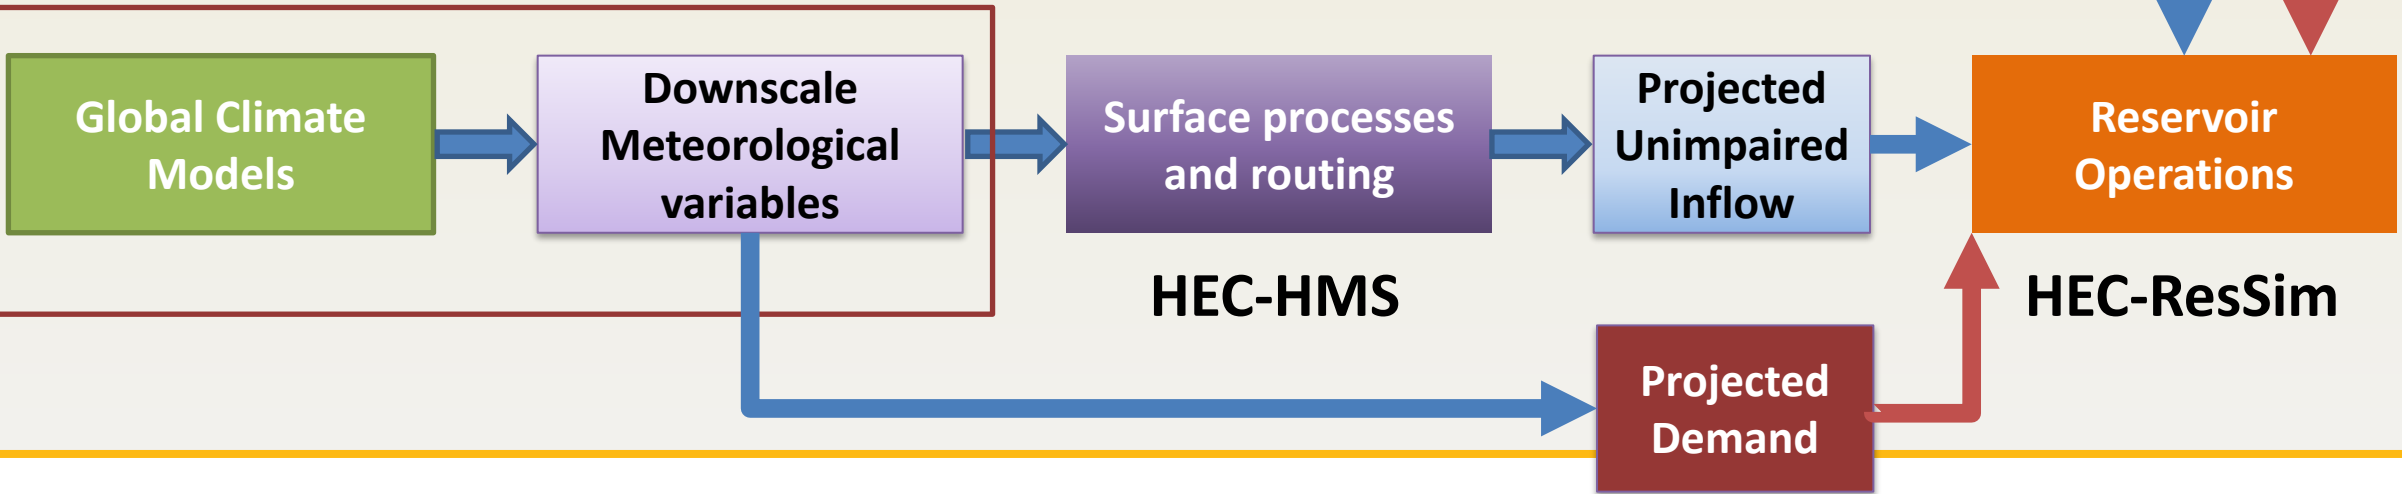 Global Climate
Models
Downscale
Meteorological
variables
Surface processes
and routing
Projected
Unimpaired
Inflow
Reservoir
Operations
HEC-HMS
HEC-ResSim
Projected
Demand